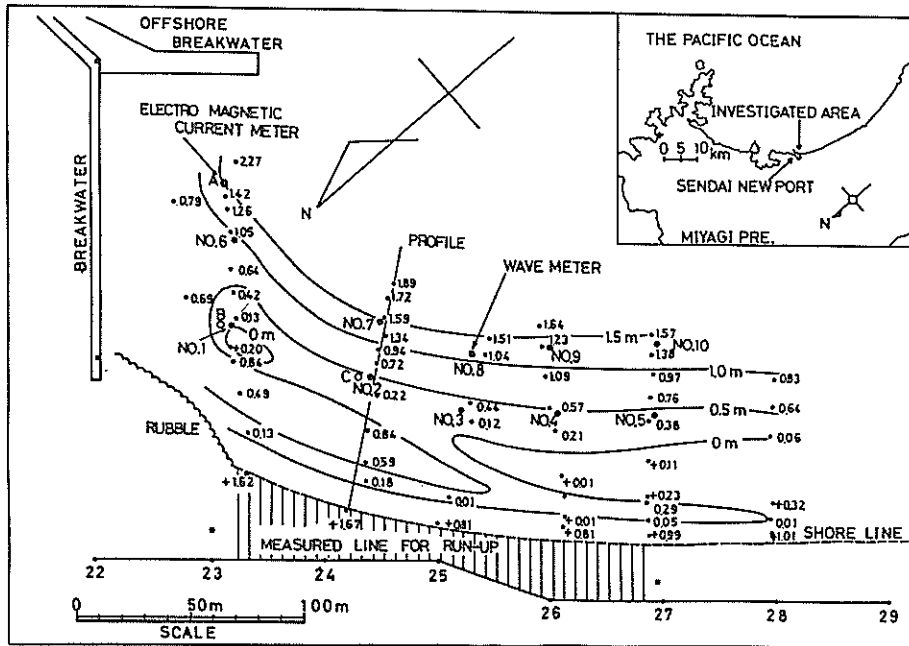 OFFSHORE
BREAKWATER
ELECTRO MAGNETIC
CURRENT METER
BREAKWATER
THE PACIFIC OCEAN
INVESTIGATED AREA
0 5 10 km
SENDAI NEW PORT
N
MIYAGI PRE.
N
2.27
A
1.42
0.79
1.26
1.05
NO.6
PROFILE
WAVE METER
0.64
1.89
1.72
0.69
0.42
B
0.13
0m
NO.1
NO.7
1.59
1.34
1.51
1.64
1.5m
1.57
NO.10
+0.20
0.84
0.94
0.72
1.04
NO.8
1.23
NO.9
1.38
C
NO.2
1.09
0.97
1.0m
0.93
0.49
0.22
0.44
NO.3
0.12
0.57
NO.4
0.76
NO.5
0.38
0.5m
0.64
RUBBLE
0.13
0.84
0.21
0m
0.06
0.59
+0.11
+1.62
0.18
+0.01
0.01
+0.23
0.29
+0.32
+1.67
+0.81
+0.01
0.05
0.01
+0.81
+0.99
+1.01
SHORE LINE
MEASURED LINE FOR RUN-UP
22 23 24 25 26 27 28 29
0 50m 100m
SCALE